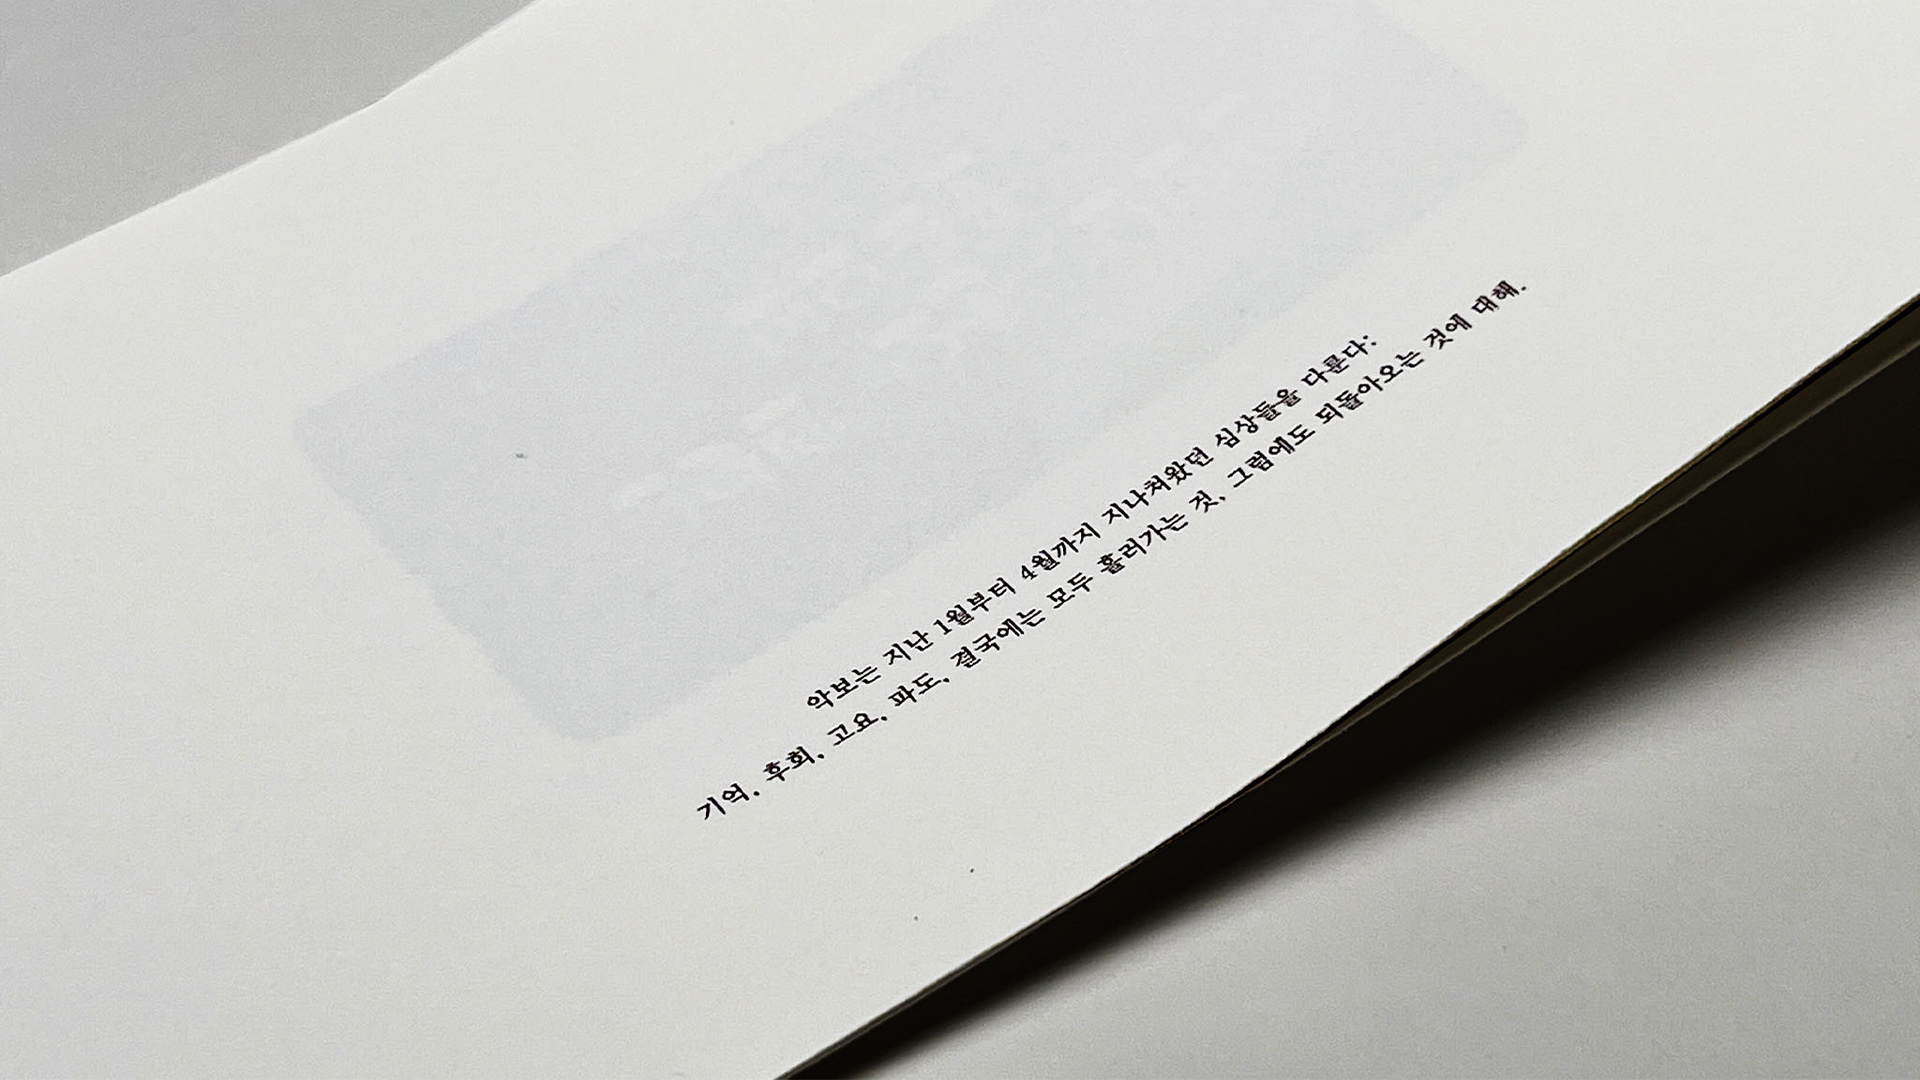 악보는 지난 1월부터 4월까지 지나쳐왔던 심상들을 다룬다:
기억, 후회, 고요, 파도, 결국에는 모두 흘러가는 것, 그럼에도 되돌아오는 것에 대해.